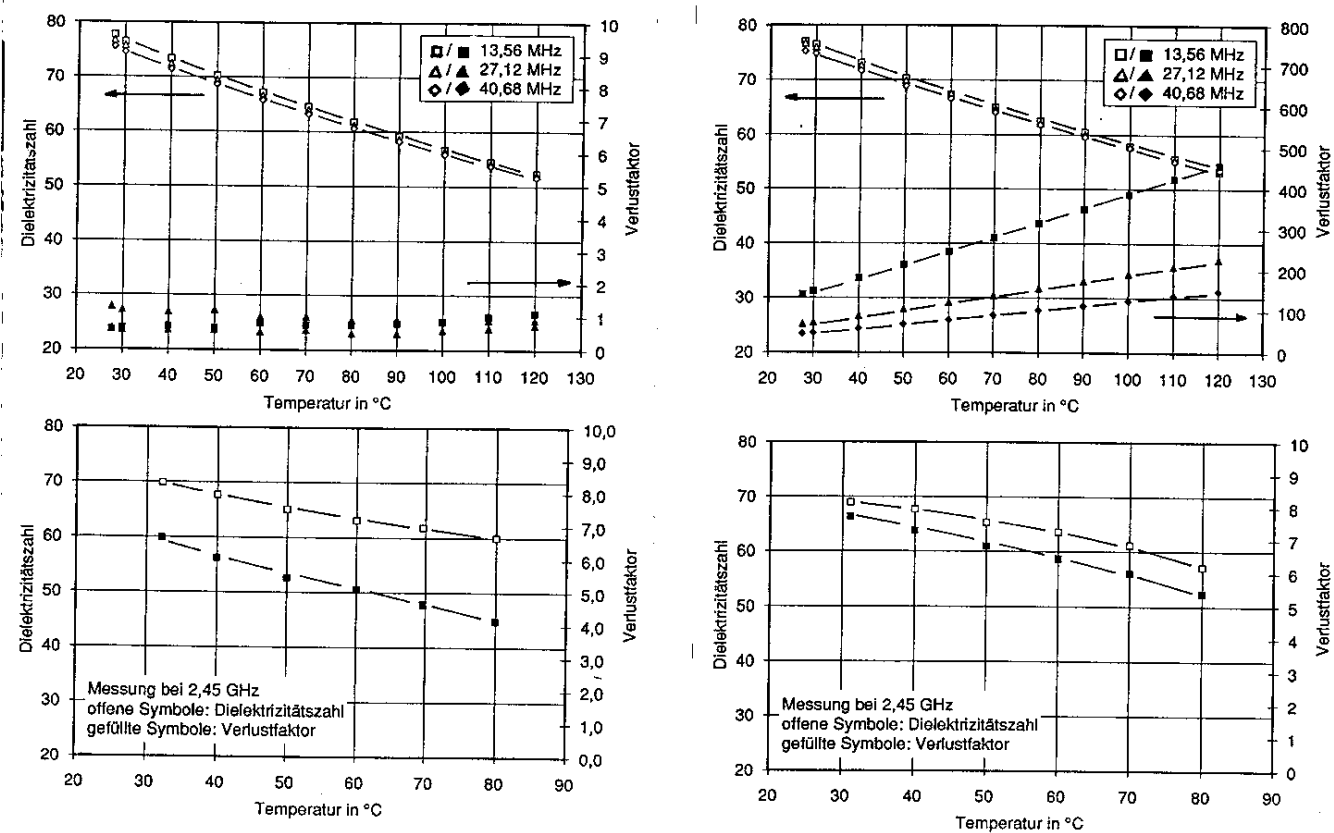 80
70
60
50
40
30
20
Dielektrizitätszahl
10
9
8
7
6
5
4
3
2
1
0
Verlustfaktor
□/■ 13,56 MHz
△/▲ 27,12 MHz
◇/◆ 40,68 MHz
20 30 40 50 60 70 80 90 100 110 120 130
Temperatur in °C
80
70
60
50
40
30
20
Dielektrizitätszahl
800
700
600
500
400
300
200
100
0
Verlustfaktor
□/■ 13,56 MHz
△/▲ 27,12 MHz
◇/◆ 40,68 MHz
20 30 40 50 60 70 80 90 100 110 120 130
Temperatur in °C
80
70
60
50
40
30
20
Dielektrizitätszahl
10,0
9,0
8,0
7,0
6,0
5,0
4,0
3,0
2,0
1,0
0,0
Verlustfaktor
Messung bei 2,45 GHz
offene Symbole: Dielektrizitätszahl
gefüllte Symbole: Verlustfaktor
20 30 40 50 60 70 80 90
Temperatur in °C
80
70
60
50
40
30
20
Dielektrizitätszahl
10
9
8
7
6
5
4
3
2
1
0
Verlustfaktor
Messung bei 2,45 GHz
offene Symbole: Dielektrizitätszahl
gefüllte Symbole: Verlustfaktor
20 30 40 50 60 70 80 90
Temperatur in °C